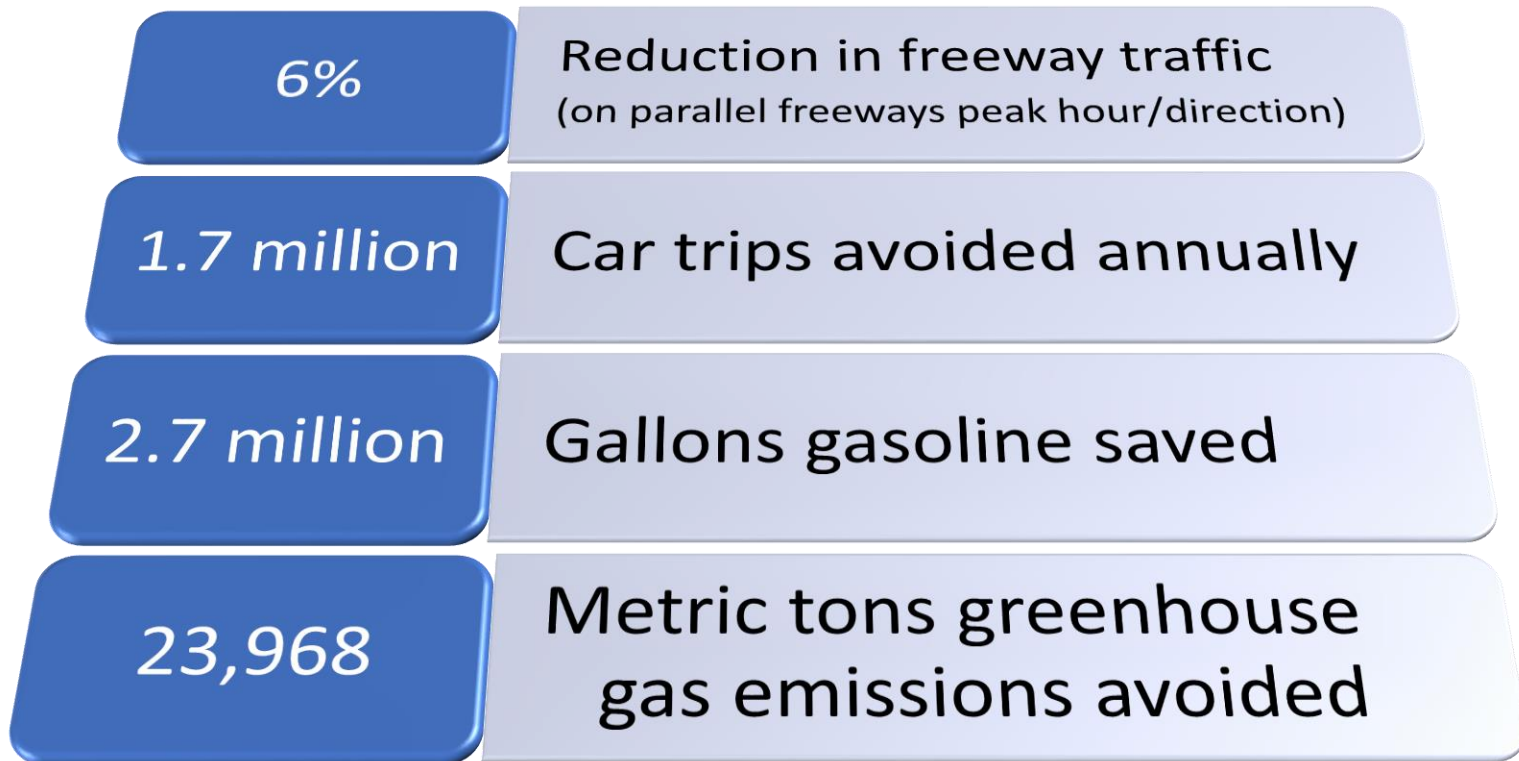 6%
Reduction in freeway traffic
(on parallel freeways peak hour/direction)
1.7 million
Car trips avoided annually
2.7 million
Gallons gasoline saved
23,968
Metric tons greenhouse
gas emissions avoided